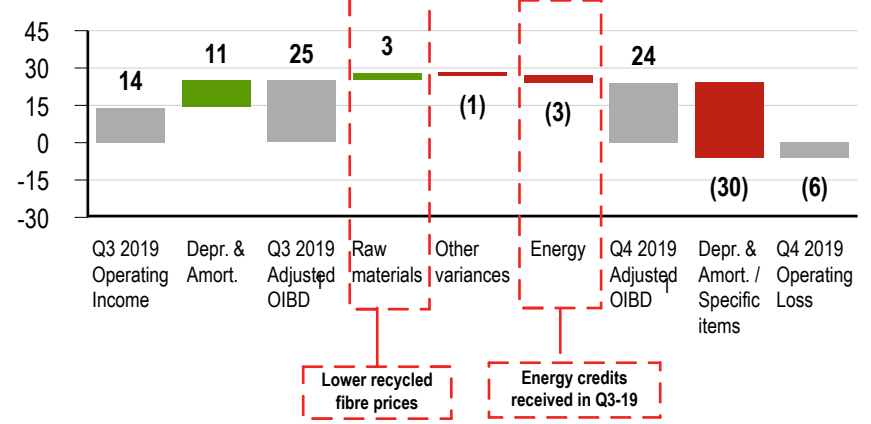 45
30
15
0
-15
-30
14
11
25
3
(1)
(3)
24
(30)
(6)
Q3 2019
Operating
Income
Depr. &
Amort.
Q3 2019
Adjusted
OIBD
Raw
materials
Other
variances
Energy
Q4 2019
Adjusted
OIBD
Depr. &
Amort. /
Specific
items
Q4 2019
Operating
Loss
Lower recycled
fibre prices
Energy credits
received in Q3-19